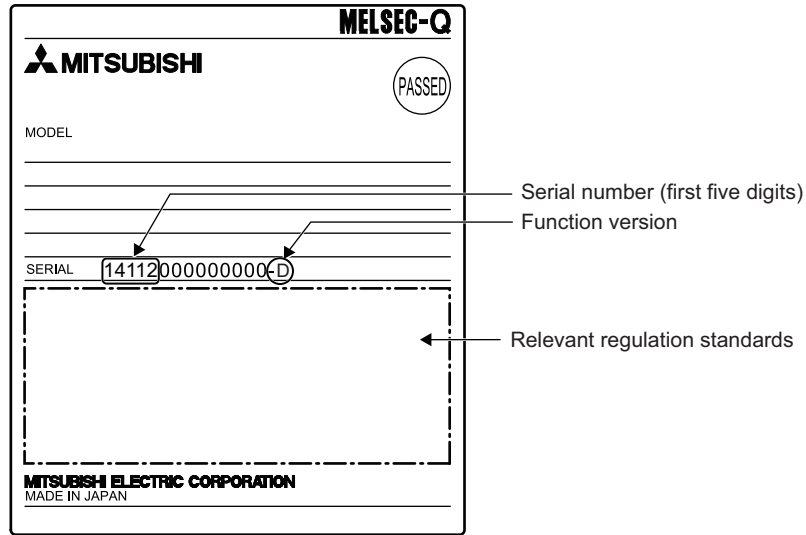 MELSEC-Q
MITSUBISHI
PASSED
MODEL
Serial number (first five digits)
Function version
SERIAL 14112000000000-D
Relevant regulation standards
MITSUBISHI ELECTRIC CORPORATION
MADE IN JAPAN